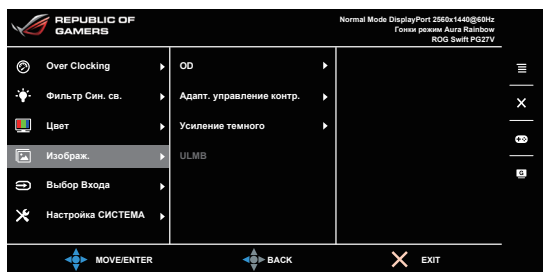 REPUBLIC OF
GAMERS
Normal Mode DisplayPort 2560x1440@60Hz
Гонки режим Aura Rainbow
ROG Swift PG27V
Over Clocking
Фильтр Син. св.
Цвет
Изображ.
Выбор Входа
Настройка СИСТЕМА
OD
Адапт. управление контр.
Усиление темного
ULMB
G
MOVE/ENTER
BACK
EXIT